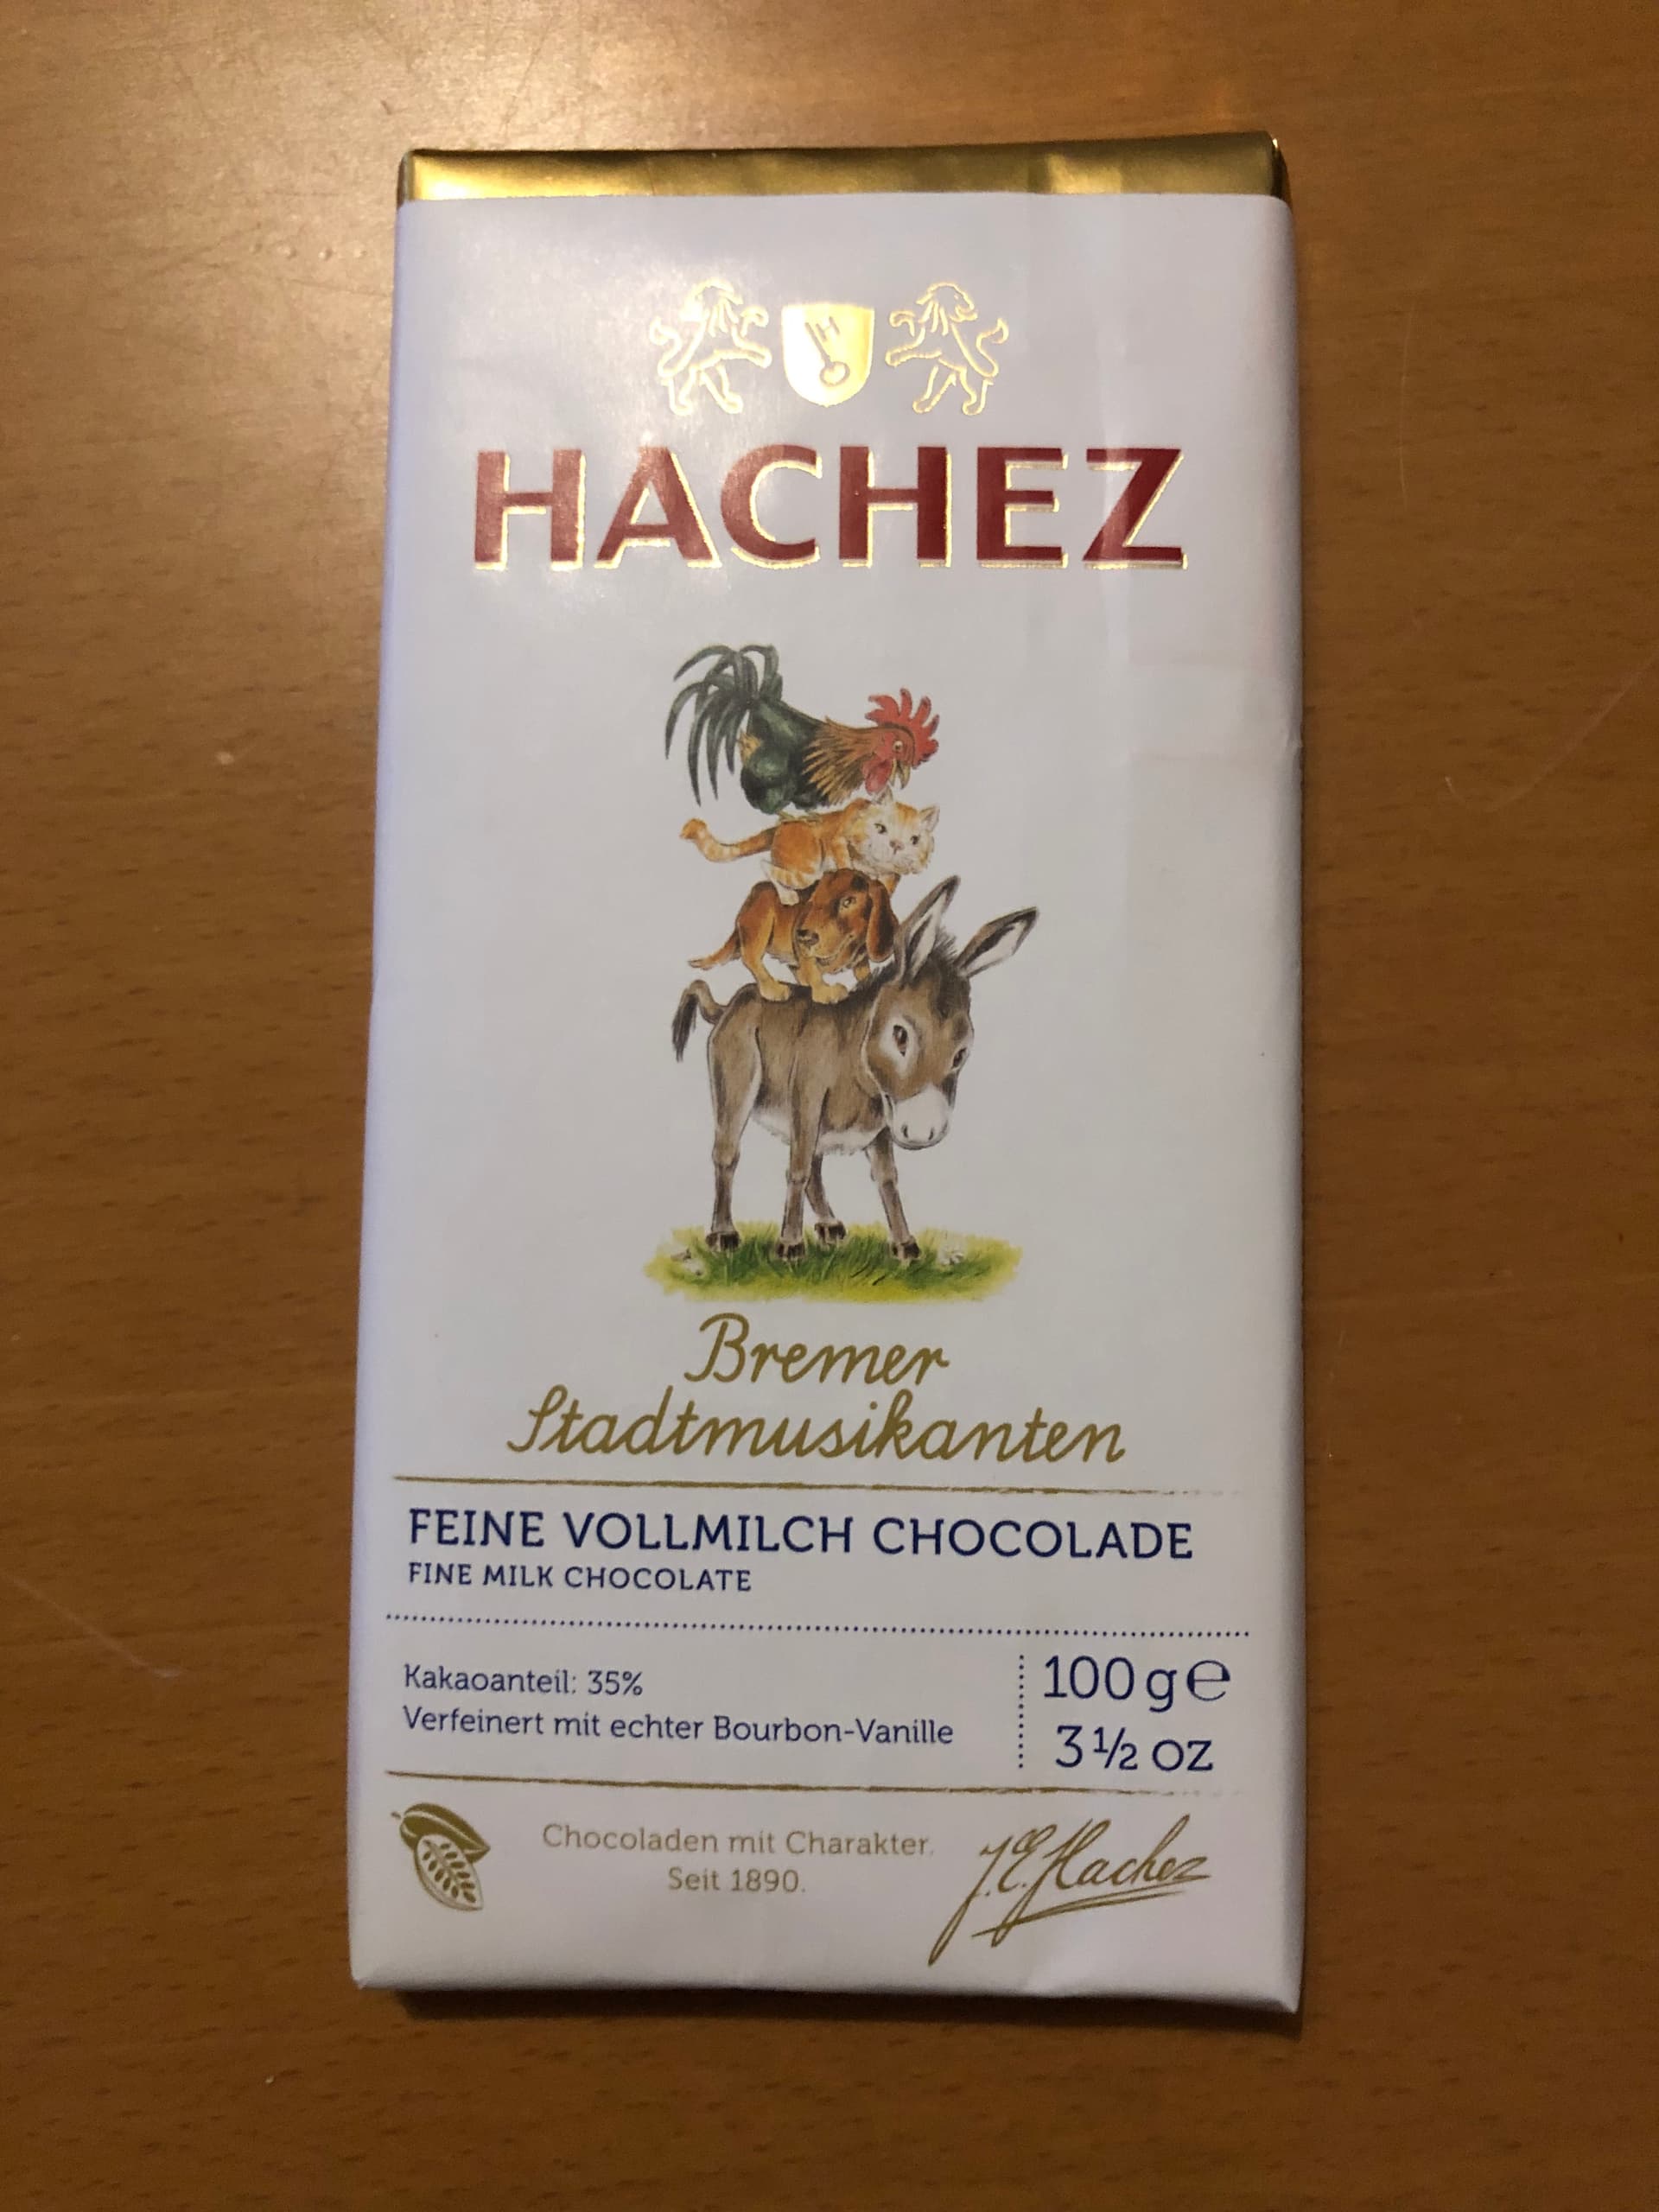 H
HACHEZ
Bremer
Stadtmusikanten
FEINE VOLLMILCH CHOCOLADE
FINE MILK CHOCOLATE
Kakaoanteil: 35%
Verfeinert mit echter Bourbon-Vanille
100 g ℮
3 ½ oz
Chocoladen mit Charakter.
Seit 1890.
J.E. Hachez